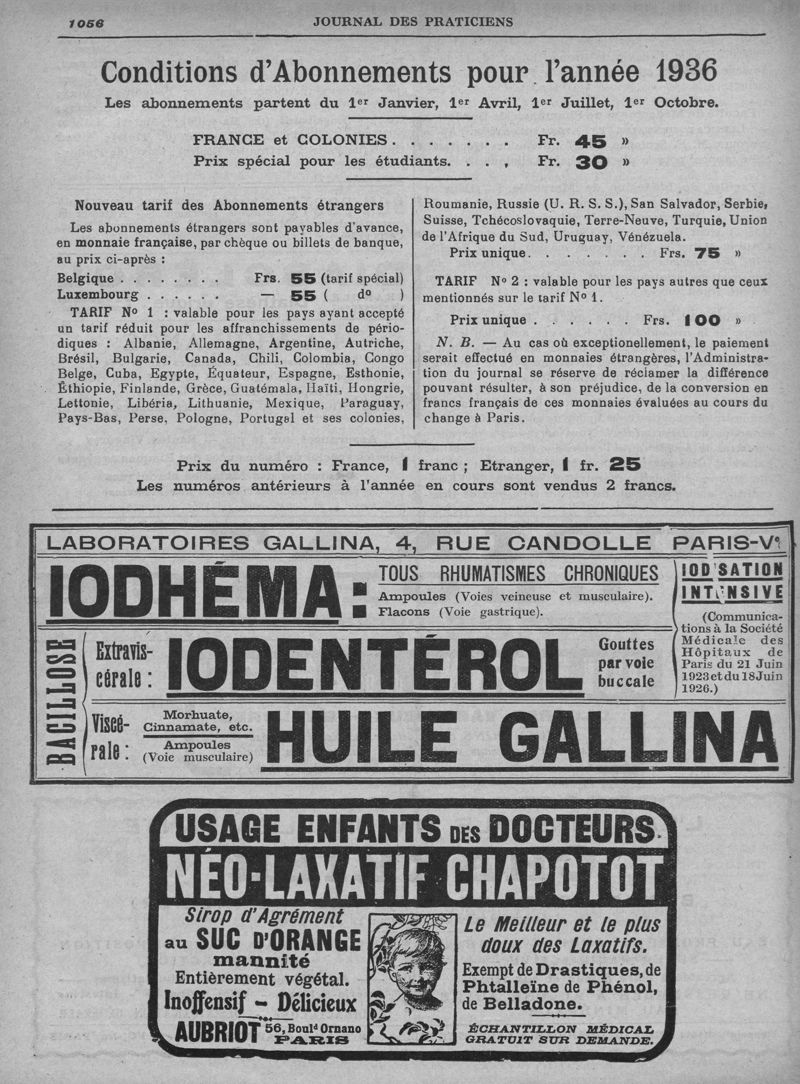 1056
JOURNAL DES PRATICIENS
Conditions d'Abonnements pour l'année 1936
Les abonnements partent du 1er Janvier, 1er Avril, 1er Juillet, 1er Octobre.
FRANCE et COLONIES . . . . . . . Fr. 45 »
Prix spécial pour les étudiants. . . . Fr. 30 »
Nouveau tarif des Abonnements étrangers
Les abonnements étrangers sont payables d'avance,
en monnaie française, par chèque ou billets de banque,
au prix ci-après :
Belgique . . . . . . . . Frs. 55 (tarif spécial)
Luxembourg . . . . . . — 55 ( do )
TARIF No 1 : valable pour les pays ayant accepté
un tarif réduit pour les affranchissements de pério-
diques : Albanie, Allemagne, Argentine, Autriche,
Brésil, Bulgarie, Canada, Chili, Colombia, Congo
Belge, Cuba, Egypte, Équateur, Espagne, Esthonie,
Éthiopie, Finlande, Grèce, Guatémala, Haïti, Hongrie,
Lettonie, Libéria, Lithuanie, Mexique, Paraguay,
Pays-Bas, Perse, Pologne, Portugal et ses colonies,
Roumanie, Russie (U. R. S. S.), San Salvador, Serbie,
Suisse, Tchécoslovaquie, Terre-Neuve, Turquie, Union
de l'Afrique du Sud, Uruguay, Vénézuela.
Prix unique. . . . . . . . Frs. 75 »
TARIF No 2 : valable pour les pays autres que ceux
mentionnés sur le tarif No 1.
Prix unique . . . . . . Frs. 100 »
N. B. — Au cas où exceptionellement, le paiement
serait effectué en monnaies étrangères, l'Administra-
tion du journal se réserve de réclamer la différence
pouvant résulter, à son préjudice, de la conversion en
francs français de ces monnaies évaluées au cours du
change à Paris.
Prix du numéro : France, 1 franc ; Etranger, 1 fr. 25
Les numéros antérieurs à l'année en cours sont vendus 2 francs.
LABORATOIRES GALLINA, 4, RUE CANDOLLE PARIS-Ve
IODHÉMA :
TOUS RHUMATISMES CHRONIQUES
Ampoules (Voies veineuse et musculaire).
Flacons (Voie gastrique).
IODISATION
INTENSIVE
(Communica-
tions à la Société
Médicale des
Hôpitaux de
Paris du 21 Juin
1923 et du 18 Juin
1926.)
BACILLOSE
Extravis-
cérale :
IODENTÉROL
Gouttes
par voie
buccale
Viscé-
rale :
Morhuate,
Cinnamate, etc.
Ampoules
(Voie musculaire)
HUILE GALLINA
USAGE ENFANTS DES DOCTEURS
NÉO-LAXATIF CHAPOTOT
Sirop d'Agrément
au SUC D'ORANGE
mannité
Entièrement végétal.
Inoffensif - Délicieux
AUBRIOT 56, Bould Ornano
PARIS
Le Meilleur et le plus
doux des Laxatifs.
Exempt de Drastiques, de
Phtalleïne de Phénol,
de Belladone.
ÉCHANTILLON MÉDICAL
GRATUIT SUR DEMANDE.